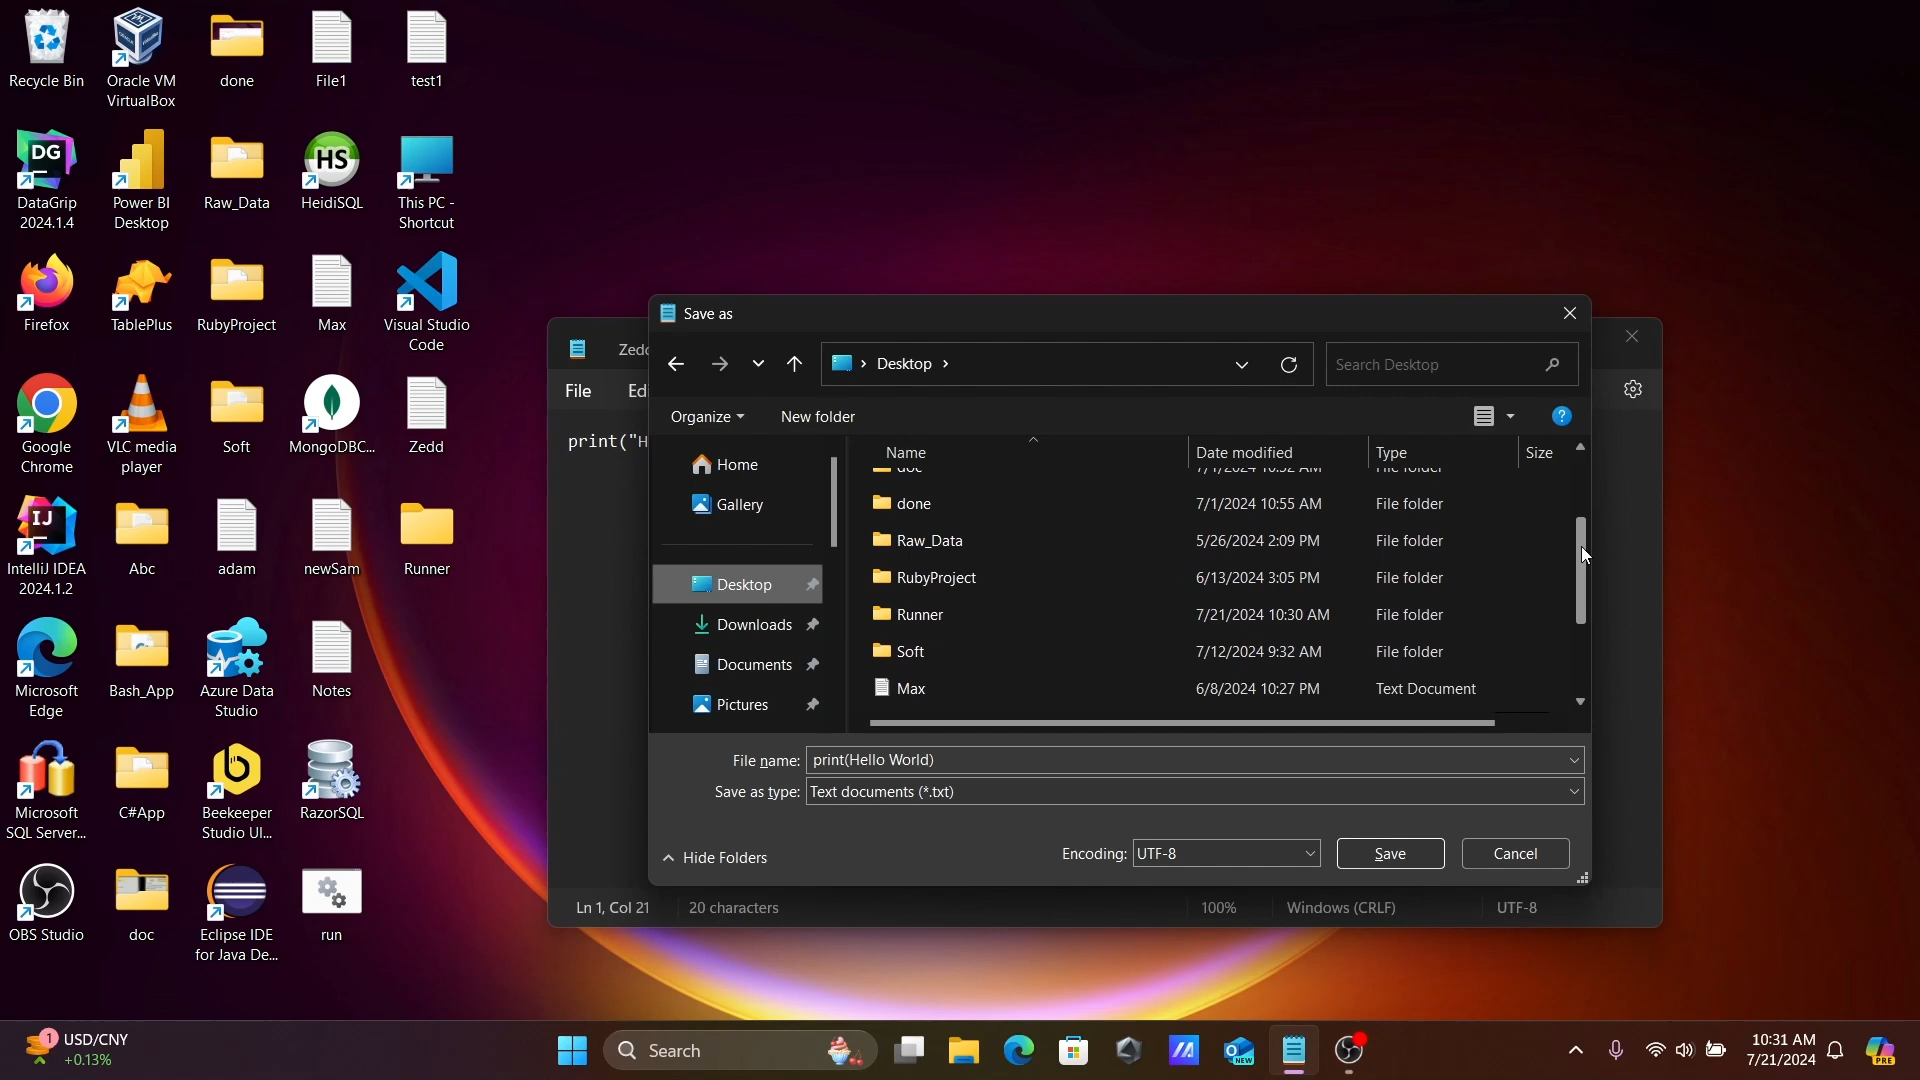 Recycle Bin
Oracle VM
VirtualBox
done
File1
test1
DG
DataGrip
2024.1.4
Power BI
Desktop
Raw_Data
HS
HeidiSQL
This PC -
Shortcut
Firefox
TablePlus
RubyProject
Max
Visual Studio
Code
Google
Chrome
VLC media
player
Soft
MongoDBC...
Zedd
IJ
IntelliJ IDEA
2024.1.2
Abc
adam
newSam
Runner
Microsoft
Edge
Bash_App
Azure Data
Studio
Notes
Microsoft
SQL Server...
C#App
Beekeeper
Studio Ul...
RazorSQL
OBS Studio
doc
Eclipse IDE
for Java De...
run
Zedd
File
Edi
print("H
Save as
Desktop
Search Desktop
Organize
New folder
Home
Gallery
Desktop
Downloads
Documents
Pictures
Name Date modified Type Size
doc 7/1/2024 10:52 AM File folder
done 7/1/2024 10:55 AM File folder
Raw_Data 5/26/2024 2:09 PM File folder
RubyProject 6/13/2024 3:05 PM File folder
Runner 7/21/2024 10:30 AM File folder
Soft 7/12/2024 9:32 AM File folder
Max 6/8/2024 10:27 PM Text Document
File name: print(Hello World)
Save as type: Text documents (*.txt)
Hide Folders
Encoding: UTF-8
Save
Cancel
Ln 1, Col 21
20 characters
100%
Windows (CRLF)
UTF-8
1
USD/CNY
+0.13%
Search
NEW
10:31 AM
7/21/2024
PRE